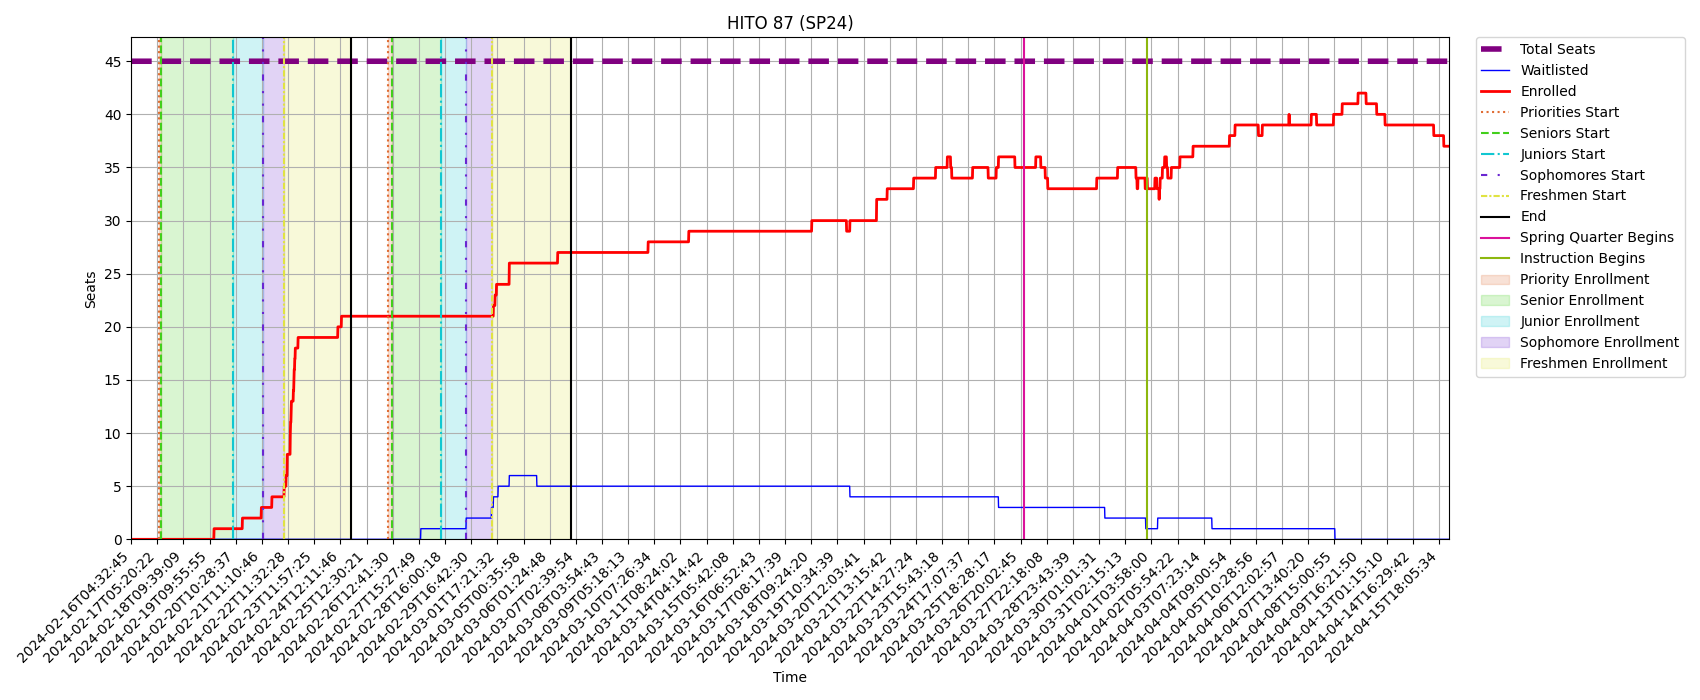 HITO 87 (SP24)
Seats
45
40
35
30
25
20
15
10
5
0
2024-02-16T04:32:45
2024-02-17T05:20:22
2024-02-18T09:39:09
2024-02-19T09:55:55
2024-02-20T10:28:37
2024-02-21T11:10:46
2024-02-22T11:32:28
2024-02-23T11:57:25
2024-02-24T12:11:46
2024-02-25T12:30:21
2024-02-26T12:41:30
2024-02-27T15:27:49
2024-02-28T16:00:18
2024-02-29T16:42:30
2024-03-01T17:21:32
2024-03-05T00:35:58
2024-03-06T01:24:48
2024-03-07T02:39:54
2024-03-08T03:54:43
2024-03-09T05:18:13
2024-03-10T07:26:34
2024-03-11T08:24:02
2024-03-14T04:14:42
2024-03-15T05:42:08
2024-03-16T06:52:43
2024-03-17T08:17:39
2024-03-18T09:24:20
2024-03-19T10:34:39
2024-03-20T12:03:41
2024-03-21T13:15:42
2024-03-22T14:27:24
2024-03-23T15:43:18
2024-03-24T17:07:37
2024-03-25T18:28:17
2024-03-26T20:02:45
2024-03-27T22:18:08
2024-03-28T23:43:39
2024-03-30T01:01:31
2024-03-31T02:15:13
2024-04-01T03:58:00
2024-04-02T05:54:22
2024-04-03T07:23:14
2024-04-04T09:00:54
2024-04-05T10:28:56
2024-04-06T12:02:57
2024-04-07T13:40:20
2024-04-08T15:00:55
2024-04-09T16:21:50
2024-04-13T01:15:10
2024-04-14T16:29:42
2024-04-15T18:05:34
Time
Total Seats
Waitlisted
Enrolled
Priorities Start
Seniors Start
Juniors Start
Sophomores Start
Freshmen Start
End
Spring Quarter Begins
Instruction Begins
Priority Enrollment
Senior Enrollment
Junior Enrollment
Sophomore Enrollment
Freshmen Enrollment